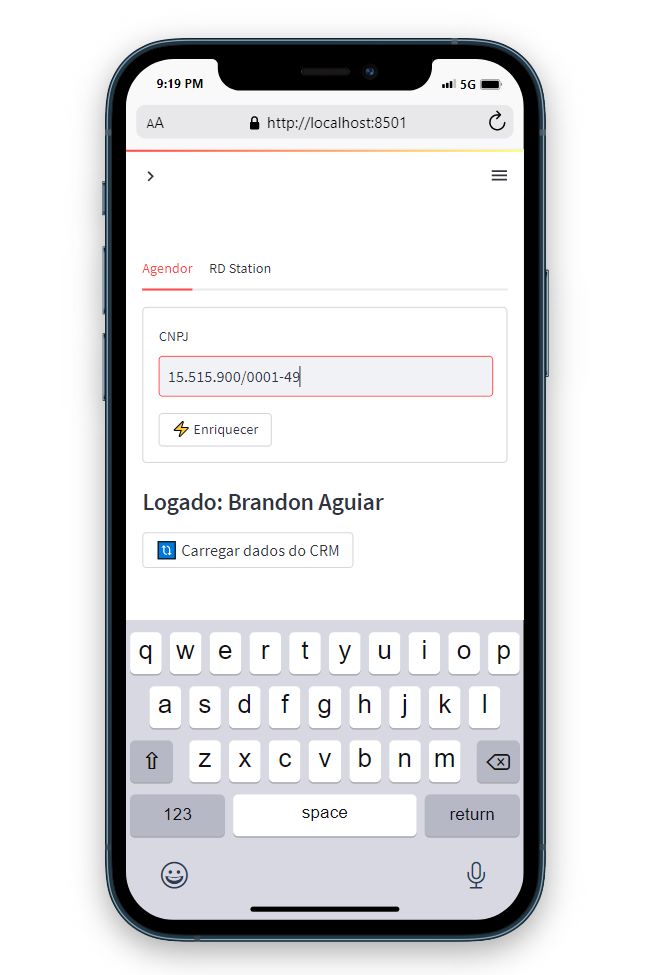 9:19 PM 5G
AA http://localhost:8501
Agendor RD Station
CNPJ
15.515.900/0001-49
Enriquecer
Logado: Brandon Aguiar
Carregar dados do CRM
q w e r t y u i o p
a s d f g h j k l
z x c v b n m
123 space return